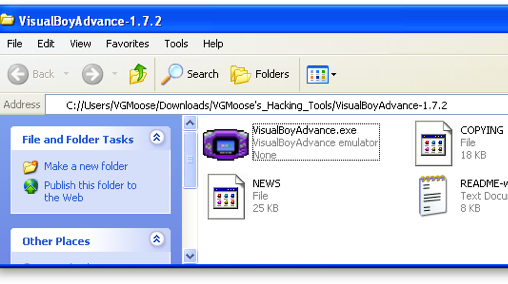 VisualBoyAdvance-1.7.2
File Edit View Favorites Tools Help
Back Search Folders
Address C://Users/VGMoose/Downloads/VGMoose's_Hacking_Tools/VisualBoyAdvance-1.7.2
File and Folder Tasks
Make a new folder
Publish this folder to
the Web
Other Places
VisualBoyAdvance.exe
VisualBoyAdvance emulator
None
COPYING
File
18 KB
NEWS
File
25 KB
README-w
Text Docu
8 KB